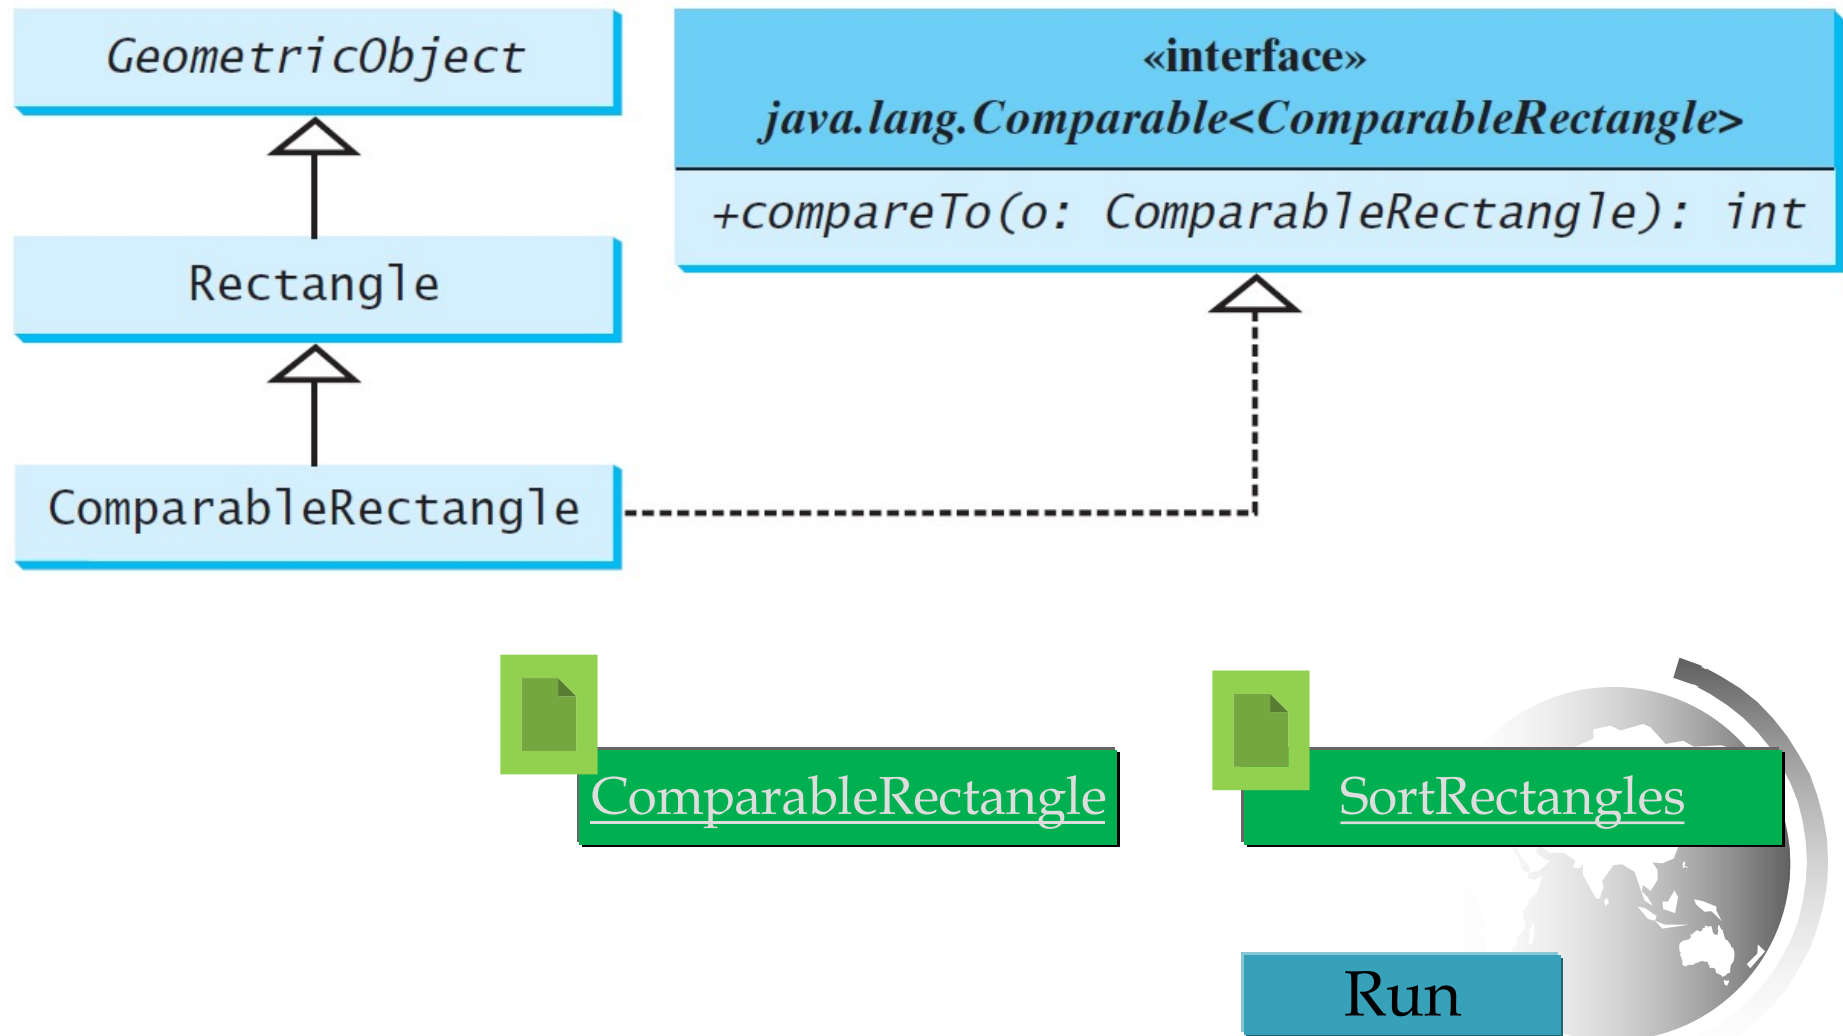 GeometricObject
«interface»
java.lang.Comparable<ComparableRectangle>
+compareTo(o: ComparableRectangle): int
Rectangle
ComparableRectangle
ComparableRectangle
SortRectangles
Run